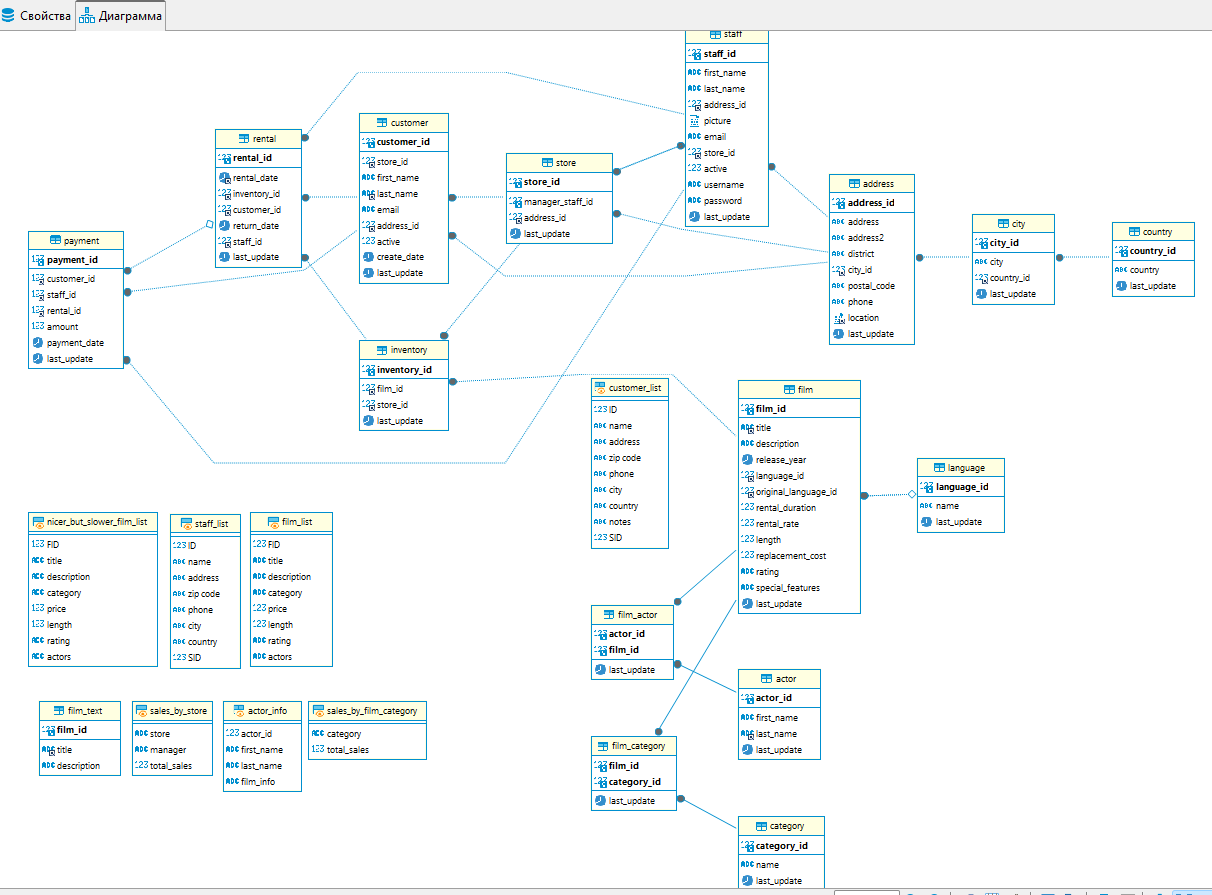 Свойства
Диаграмма
staff
staff_id
first_name
last_name
address_id
picture
email
store_id
active
username
password
last_update
rental
rental_id
rental_date
inventory_id
customer_id
return_date
staff_id
last_update
customer
customer_id
store_id
first_name
last_name
email
address_id
active
create_date
last_update
store
store_id
manager_staff_id
address_id
last_update
address
address_id
address
address2
district
city_id
postal_code
phone
location
last_update
city
city_id
city
country_id
last_update
country
country_id
country
last_update
payment
payment_id
customer_id
staff_id
rental_id
amount
payment_date
last_update
inventory
inventory_id
film_id
store_id
last_update
customer_list
ID
name
address
zip code
phone
city
country
notes
SID
film
film_id
title
description
release_year
language_id
original_language_id
rental_duration
rental_rate
length
replacement_cost
rating
special_features
last_update
language
language_id
name
last_update
nicer_but_slower_film_list
FID
title
description
category
price
length
rating
actors
staff_list
ID
name
address
zip code
phone
city
country
SID
film_list
FID
title
description
category
price
length
rating
actors
film_actor
actor_id
film_id
last_update
actor
actor_id
first_name
last_name
last_update
film_text
film_id
title
description
sales_by_store
store
manager
total_sales
actor_info
actor_id
first_name
last_name
film_info
sales_by_film_category
category
total_sales
film_category
film_id
category_id
last_update
category
category_id
name
last_update